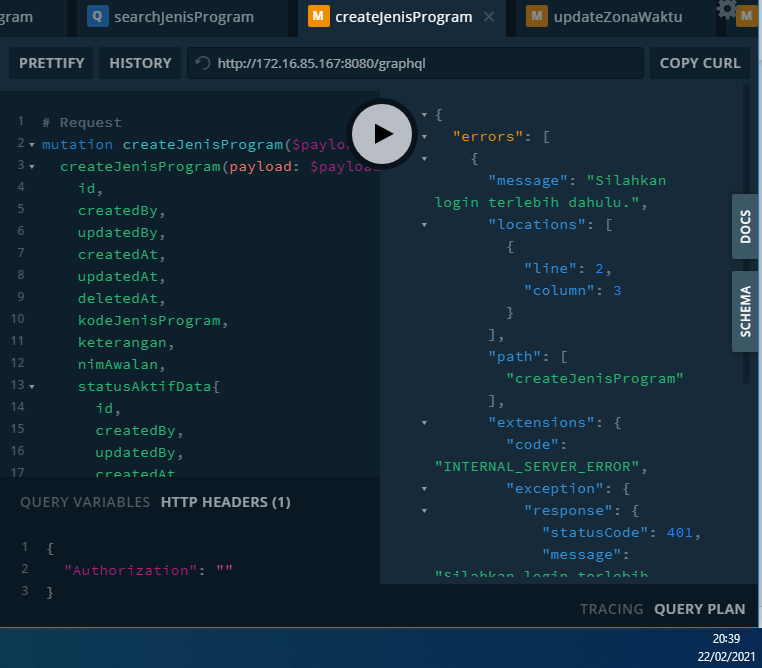 gram
Q searchJenisProgram
M createJenisProgram ×
M updateZonaWaktu
M
PRETTIFY
HISTORY
http://172.16.85.167:8080/graphql
COPY CURL
1 # Request
2 mutation createJenisProgram($paylo
3 createJenisProgram(payload: $payload
4 id,
5 createdBy,
6 updatedBy,
7 createdAt,
8 updatedAt,
9 deletedAt,
10 kodeJenisProgram,
11 keterangan,
12 nimAwalan,
13 statusAktifData{
14 id,
15 createdBy,
16 updatedBy,
17 createdAt
QUERY VARIABLES HTTP HEADERS (1)
1 {
2 "Authorization": ""
3 }
{
"errors": [
{
"message": "Silahkan
login terlebih dahulu.",
"locations": [
{
"line": 2,
"column": 3
}
],
"path": [
"createJenisProgram"
],
"extensions": {
"code":
"INTERNAL_SERVER_ERROR",
"exception": {
"response": {
"statusCode": 401,
"message":
"Silahkan login terlebih
DOCS
SCHEMA
TRACING QUERY PLAN
20:39
22/02/2021